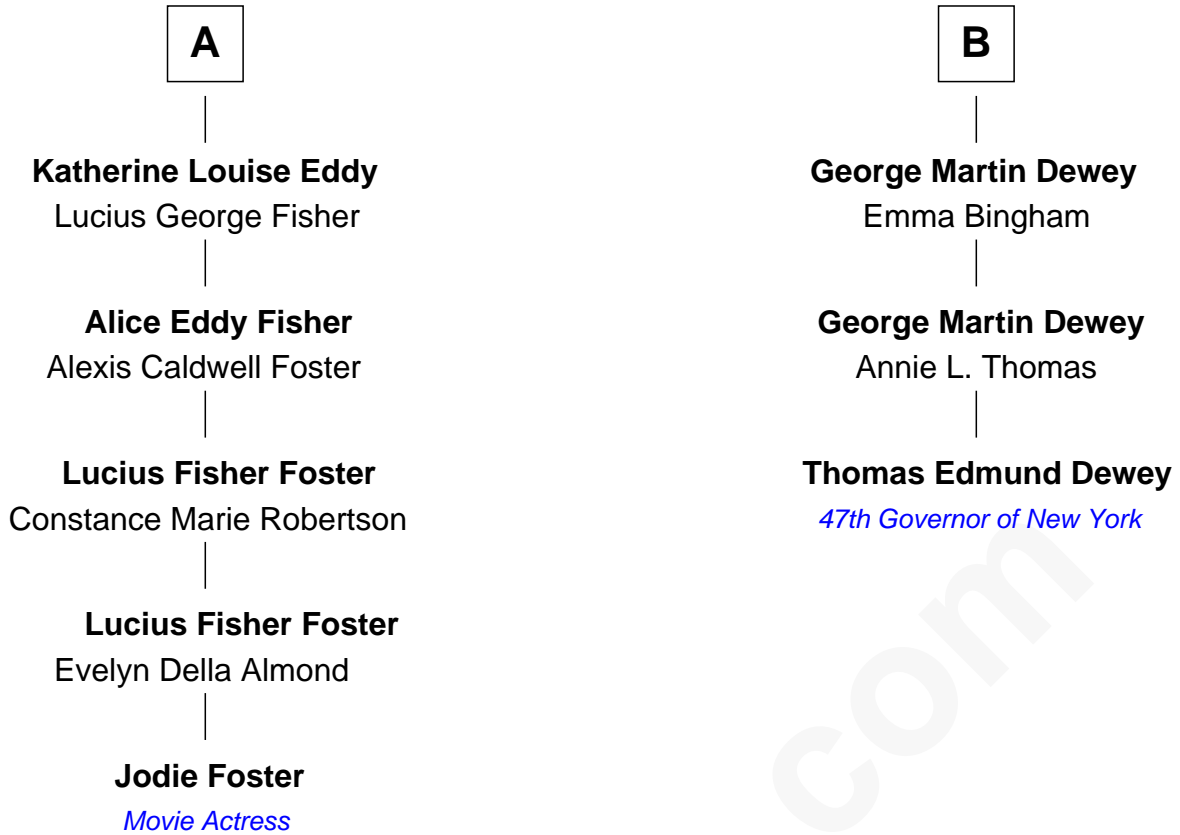 A
Katherine Louise Eddy
Lucius George Fisher
Alice Eddy Fisher
Alexis Caldwell Foster
Lucius Fisher Foster
Constance Marie Robertson
Lucius Fisher Foster
Evelyn Della Almond
Jodie Foster
Movie Actress
B
George Martin Dewey
Emma Bingham
George Martin Dewey
Annie L. Thomas
Thomas Edmund Dewey
47th Governor of New York
com